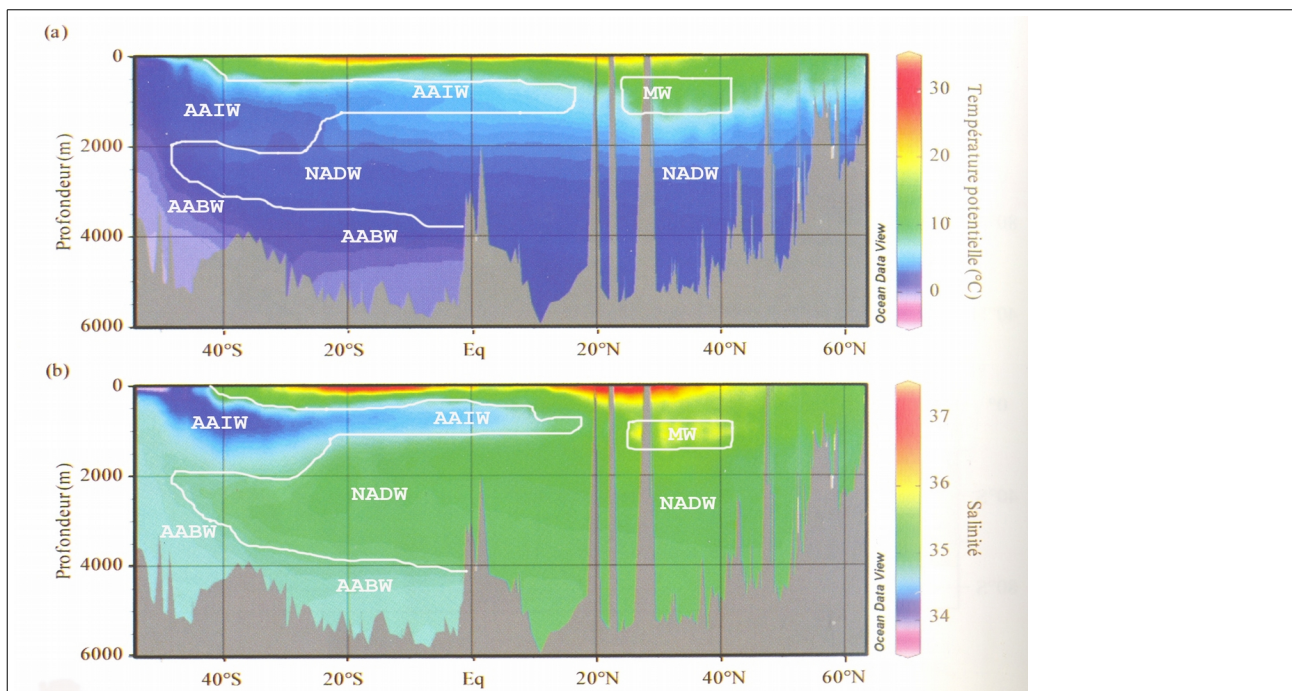 (a)
0
2000
4000
6000
Profondeur (m)
AAIW
AAIW
MW
NADW
NADW
AABW
AABW
40°S
20°S
Eq
20°N
40°N
60°N
Ocean Data View
30
20
10
0
Température potentielle (°C)
(b)
0
2000
4000
6000
Profondeur (m)
AAIW
AAIW
MW
NADW
NADW
AABW
AABW
40°S
20°S
Eq
20°N
40°N
60°N
Ocean Data View
37
36
35
34
Salinité